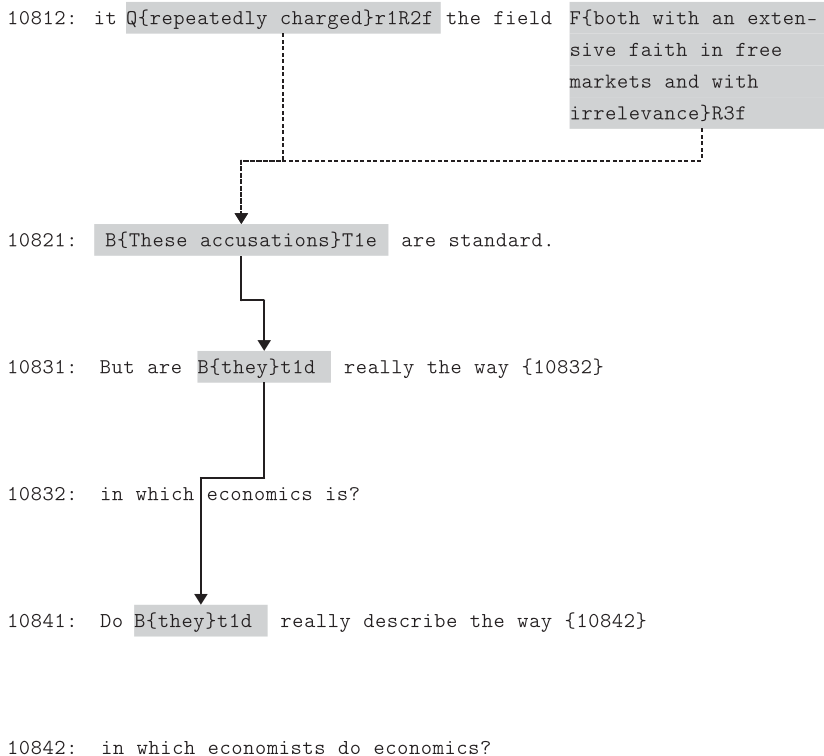 10812: it Q{repeatedly charged}r1R2f the field F{both with an exten-
sive faith in free
markets and with
irrelevance}R3f
10821: B{These accusations}T1e are standard.
10831: But are B{they}t1d really the way {10832}
10832: in which economics is?
10841: Do B{they}t1d really describe the way {10842}
10842: in which economists do economics?